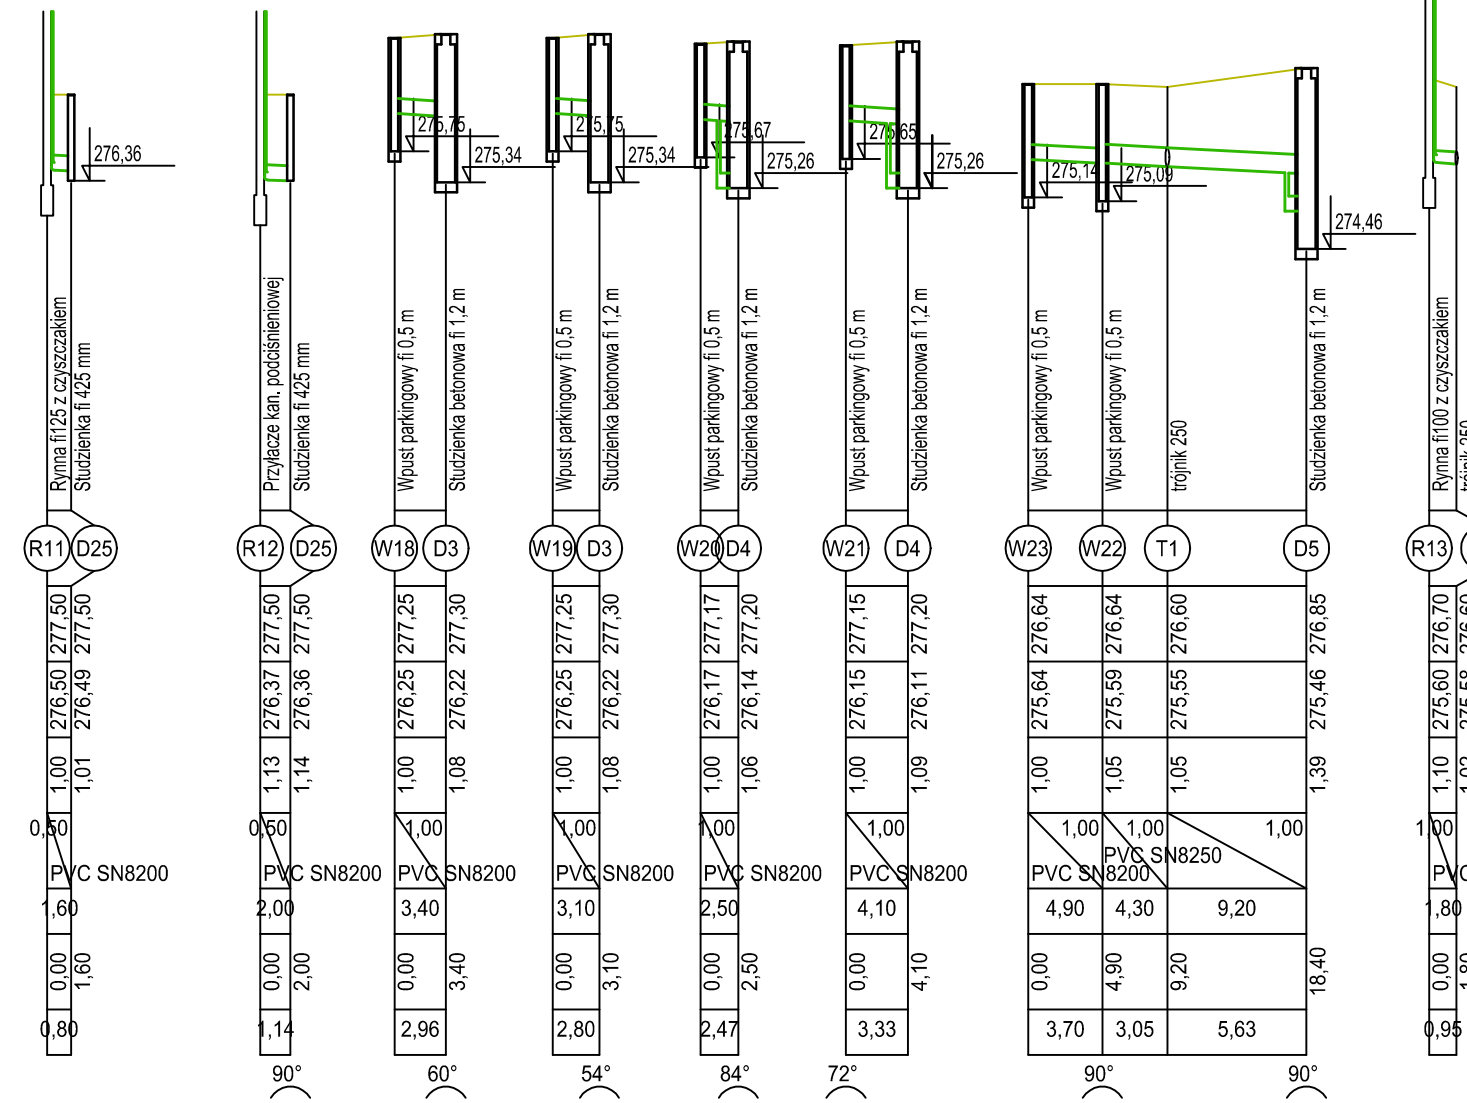 276,36
275,75
275,34
275,75
275,34
275,67
275,26
275,65
275,26
275,14
275,09
274,46
Rynna fi125 z czyszczakiem
Studzienka fi 425 mm
Przyłacze kan. podciśnieniowej
Studzienka fi 425 mm
Wpust parkingowy fi 0,5 m
Studzienka betonowa fi 1,2 m
Wpust parkingowy fi 0,5 m
Studzienka betonowa fi 1,2 m
Wpust parkingowy fi 0,5 m
Studzienka betonowa fi 1,2 m
Wpust parkingowy fi 0,5 m
Studzienka betonowa fi 1,2 m
Wpust parkingowy fi 0,5 m
Wpust parkingowy fi 0,5 m
trójnik 250
Studzienka betonowa fi 1,2 m
Rynna fi100 z czyszczakiem
trójnik 250
R11 D25 R12 D25 W18 D3 W19 D3 W20 D4 W21 D4 W23 W22 T1 D5 R13
277,50 277,50 277,50 277,50 277,25 277,30 277,25 277,30 277,17 277,20 277,15 277,20 276,64 276,64 276,60 276,85 276,70 276,60
276,50 276,49 276,37 276,36 276,25 276,22 276,25 276,22 276,17 276,14 276,15 276,11 275,64 275,59 275,55 275,46 275,60 275,58
1,00 1,01 1,13 1,14 1,00 1,08 1,00 1,08 1,00 1,06 1,00 1,09 1,00 1,05 1,05 1,39 1,10 1,02
0,50 0,50 1,00 1,00 1,00 1,00 1,00 1,00 1,00 1,00
PVC SN8250
PVC SN8200 PVC SN8200 PVC SN8200 PVC SN8200 PVC SN8200 PVC SN8200 PVC SN8200 PVC
1,60 2,00 3,40 3,10 2,50 4,10 4,90 4,30 9,20 1,80
0,00 1,60 0,00 2,00 0,00 3,40 0,00 3,10 0,00 2,50 0,00 4,10 0,00 4,90 9,20 18,40 0,00 1,80
0,80 1,14 2,96 2,80 2,47 3,33 3,70 3,05 5,63 0,95
90° 60° 54° 84° 72° 90° 90°